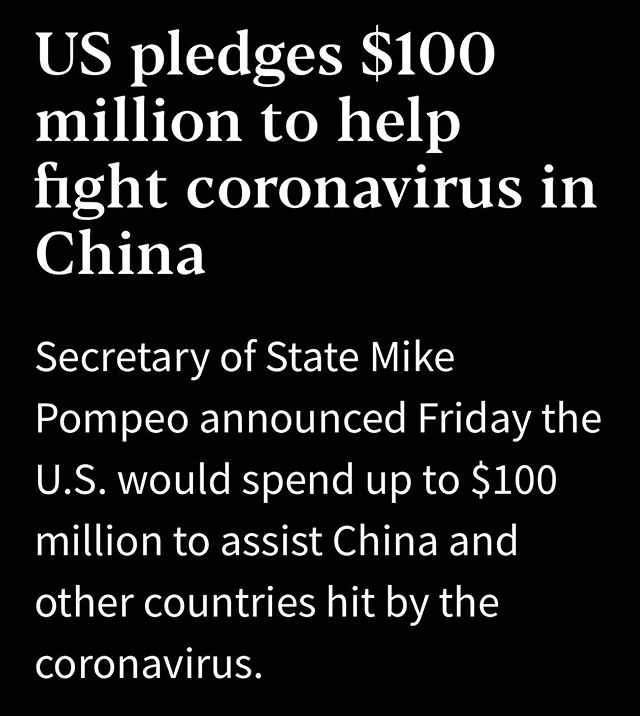 US pledges $100
million to help
fight coronavirus in
China
Secretary of State Mike
Pompeo announced Friday the
U.S. would spend up to $100
million to assist China and
other countries hit by the
coronavirus.